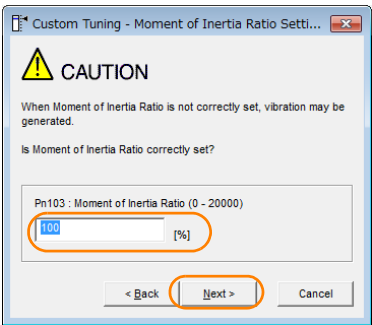 Custom Tuning - Moment of Inertia Ratio Setti...
CAUTION
When Moment of Inertia Ratio is not correctly set, vibration may be
generated.
Is Moment of Inertia Ratio correctly set?
Pn103 : Moment of Inertia Ratio (0 - 20000)
100 [%]
< Back Next > Cancel